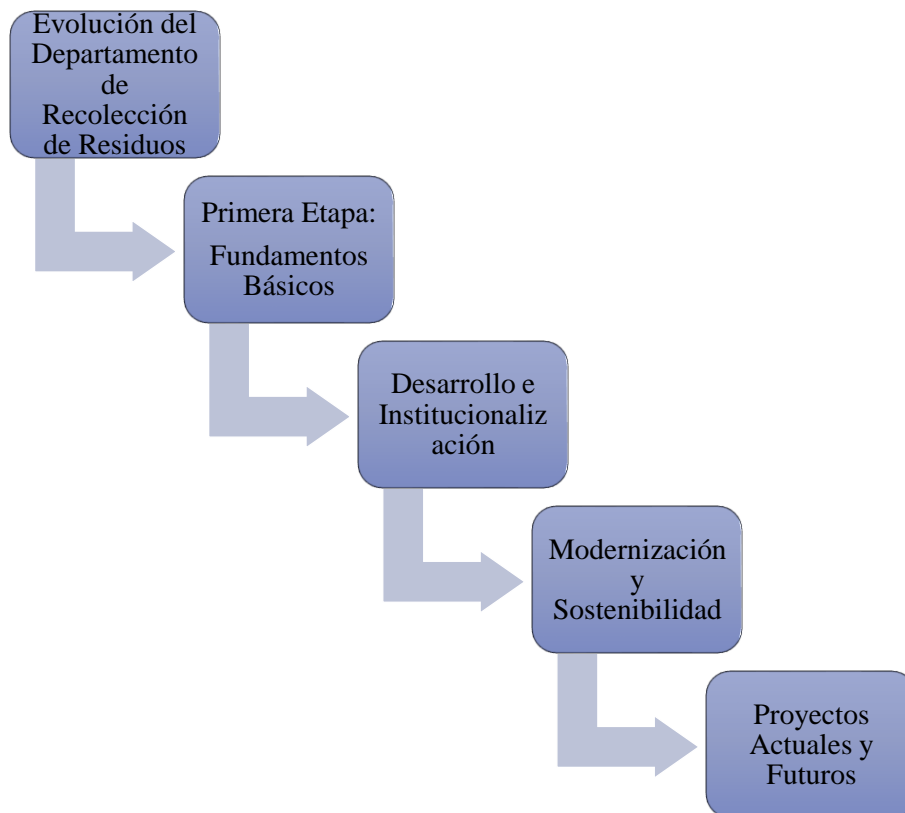 Evolución del
Departamento
de
Recolección
de Residuos
Primera Etapa:
Fundamentos
Básicos
Desarrollo e
Institucionaliz
ación
Modernización
y
Sostenibilidad
Proyectos
Actuales y
Futuros